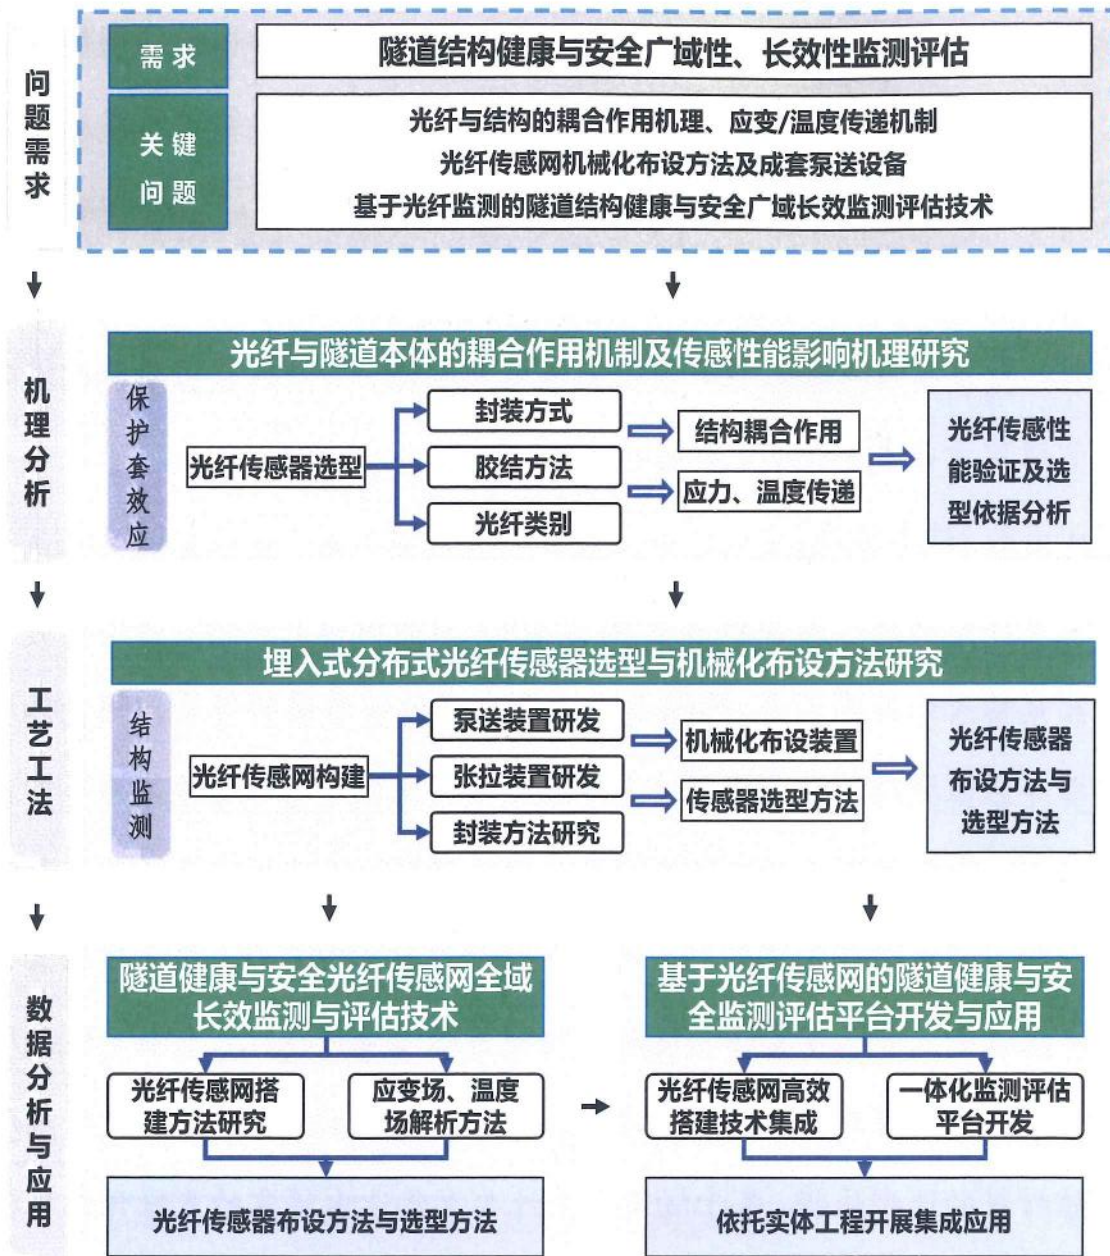 问题需求
需求
隧道结构健康与安全广域性、长效性监测评估
关键
问题
光纤与结构的耦合作用机理、应变/温度传递机制
光纤传感网机械化布设方法及成套泵送设备
基于光纤监测的隧道结构健康与安全广域长效监测评估技术
机理分析
光纤与隧道本体的耦合作用机制及传感性能影响机理研究
保护套效应
光纤传感器选型
封装方式
胶结方法
光纤类别
结构耦合作用
应力、温度传递
光纤传感性
能验证及选
型依据分析
工艺工法
埋入式分布式光纤传感器选型与机械化布设方法研究
结构监测
光纤传感网构建
泵送装置研发
张拉装置研发
封装方法研究
机械化布设装置
传感器选型方法
光纤传感器
布设方法与
选型方法
数据分析与应用
隧道健康与安全光纤传感网全域
长效监测与评估技术
光纤传感网搭
建方法研究
应变场、温度
场解析方法
光纤传感器布设方法与选型方法
基于光纤传感网的隧道健康与安
全监测评估平台开发与应用
光纤传感网高效
搭建技术集成
一体化监测评估
平台开发
依托实体工程开展集成应用